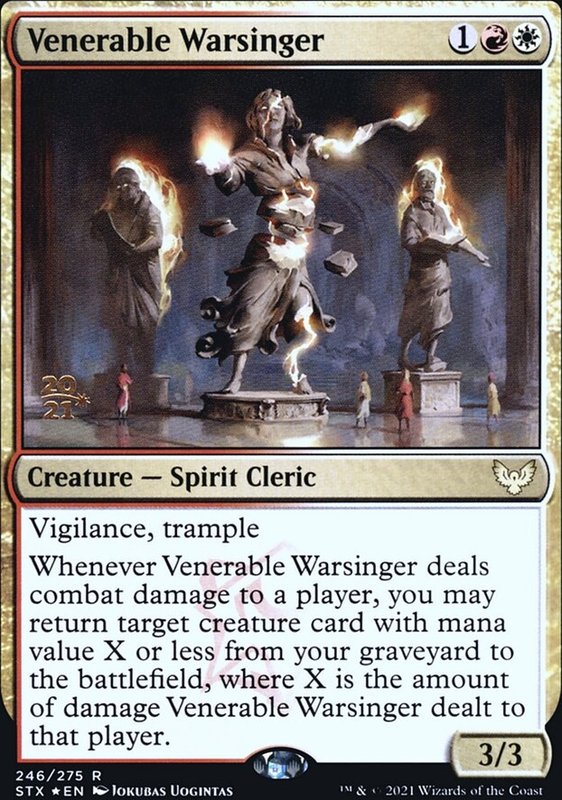 Venerable Warsinger
1
20
21
Creature — Spirit Cleric
Vigilance, trample
Whenever Venerable Warsinger deals
combat damage to a player, you may
return target creature card with mana
value X or less from your graveyard to
the battlefield, where X is the amount
of damage Venerable Warsinger dealt to
that player.
3/3
246/275 R
STX ★ EN Jokubas Uogintas
™ & © 2021 Wizards of the Coast